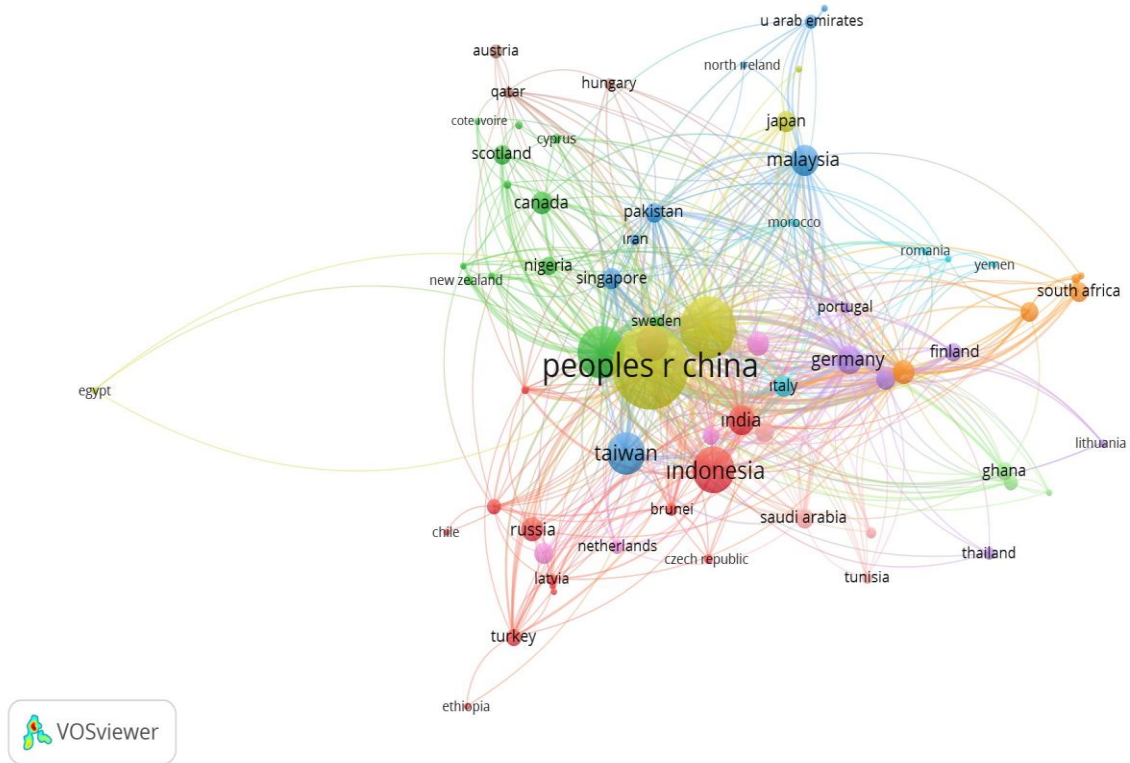 u arab emirates
austria
north ireland
hungary
qatar
cote ivoire
japan
cyprus
scotland
malaysia
canada
pakistan
morocco
iran
romania
nigeria
yemen
new zealand
singapore
south africa
portugal
sweden
finland
germany
peoples r china
italy
egypt
india
lithuania
taiwan
indonesia
ghana
brunei
saudi arabia
chile
russia
netherlands
thailand
czech republic
latvia
tunisia
turkey
ethiopia
VOSviewer